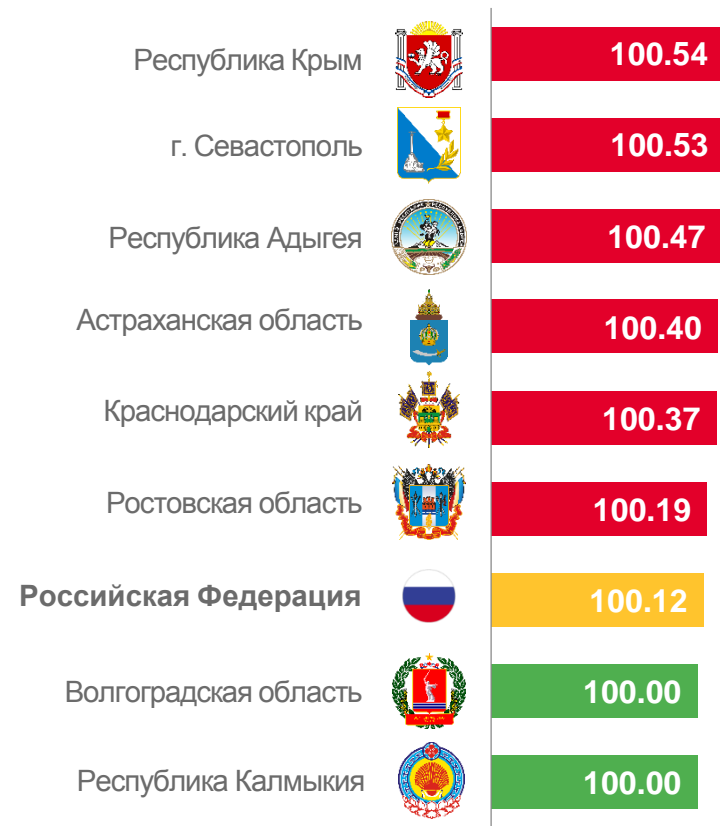 Республика Крым 100.54
г. Севастополь 100.53
Республика Адыгея 100.47
Астраханская область 100.40
Краснодарский край 100.37
Ростовская область 100.19
Российская Федерация 100.12
Волгоградская область 100.00
Республика Калмыкия 100.00